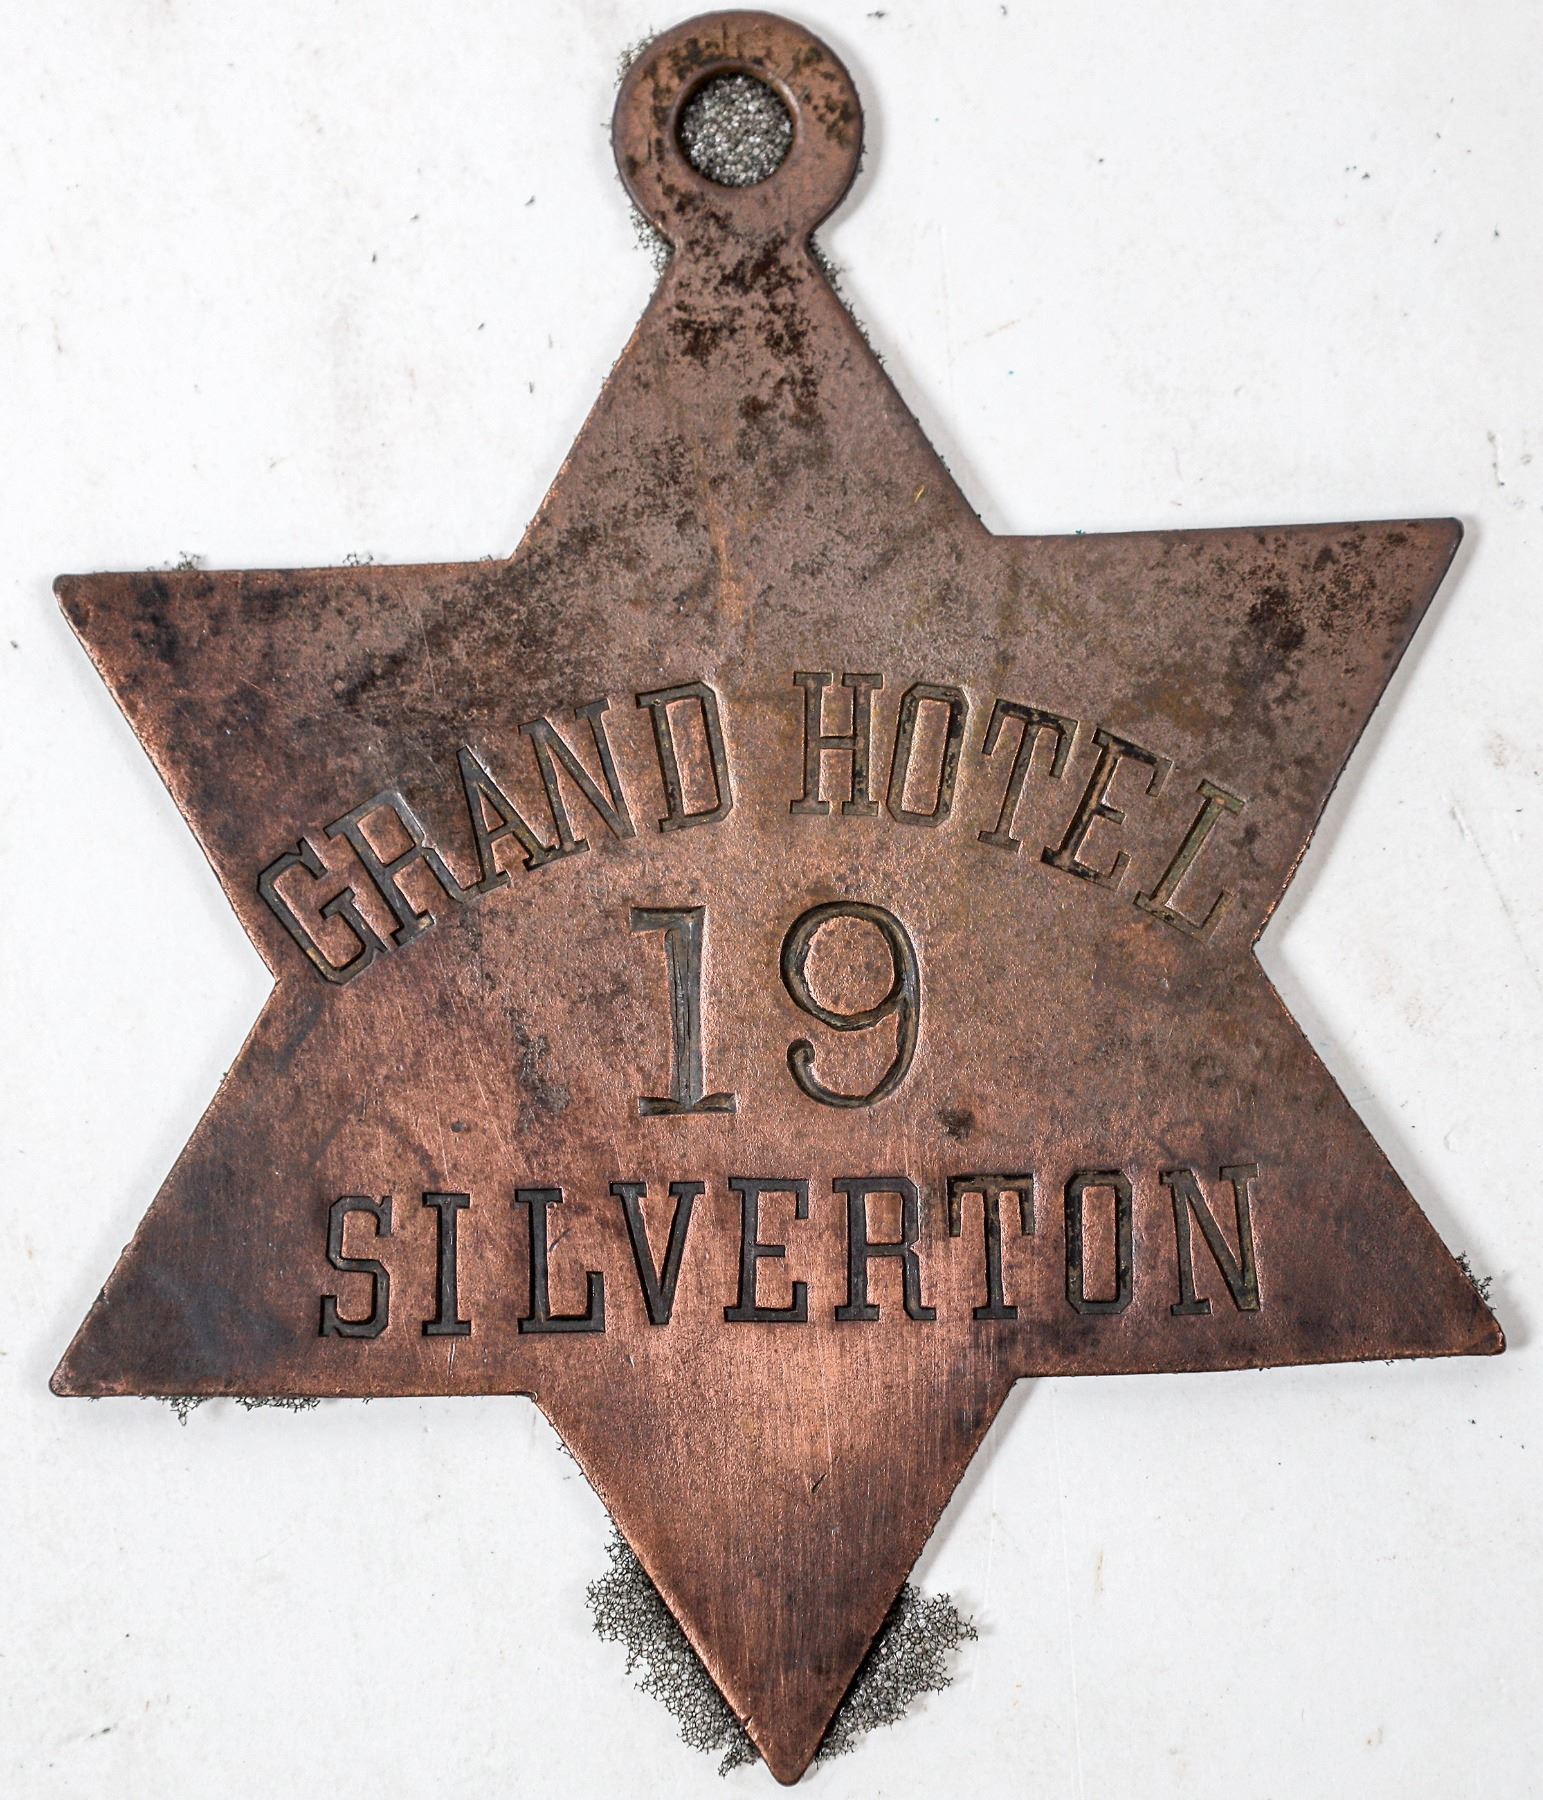 GRAND HOTEL
19
SILVERTON